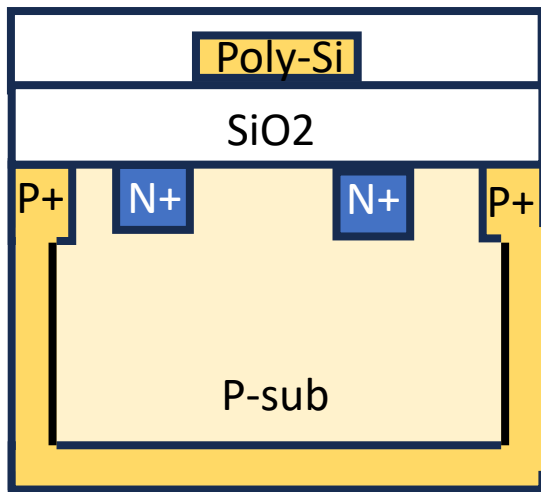 Poly-Si
SiO2
P+
N+
N+
P+
P-sub